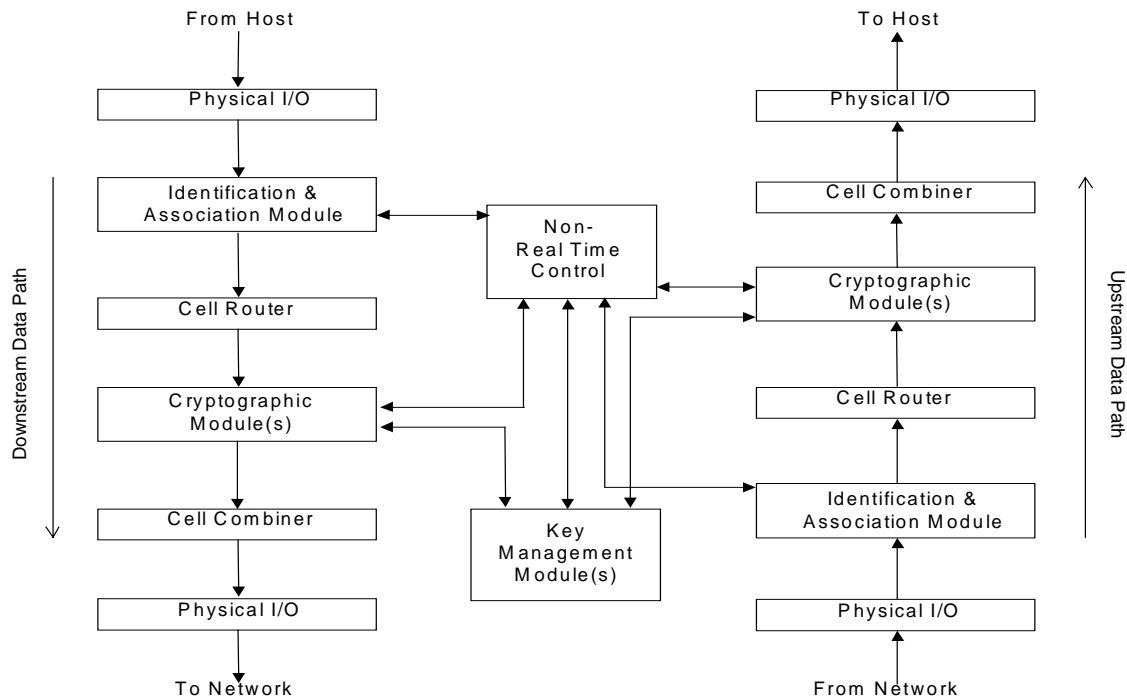 From Host
Physical I/O
Identification &
Association Module
Cell Router
Cryptographic
Module(s)
Cell Combiner
Physical I/O
To Network
Downstream Data Path
Non-
Real Time
Control
Key
Management
Module(s)
To Host
Physical I/O
Cell Combiner
Cryptographic
Module(s)
Cell Router
Identification &
Association Module
Physical I/O
From Network
Upstream Data Path